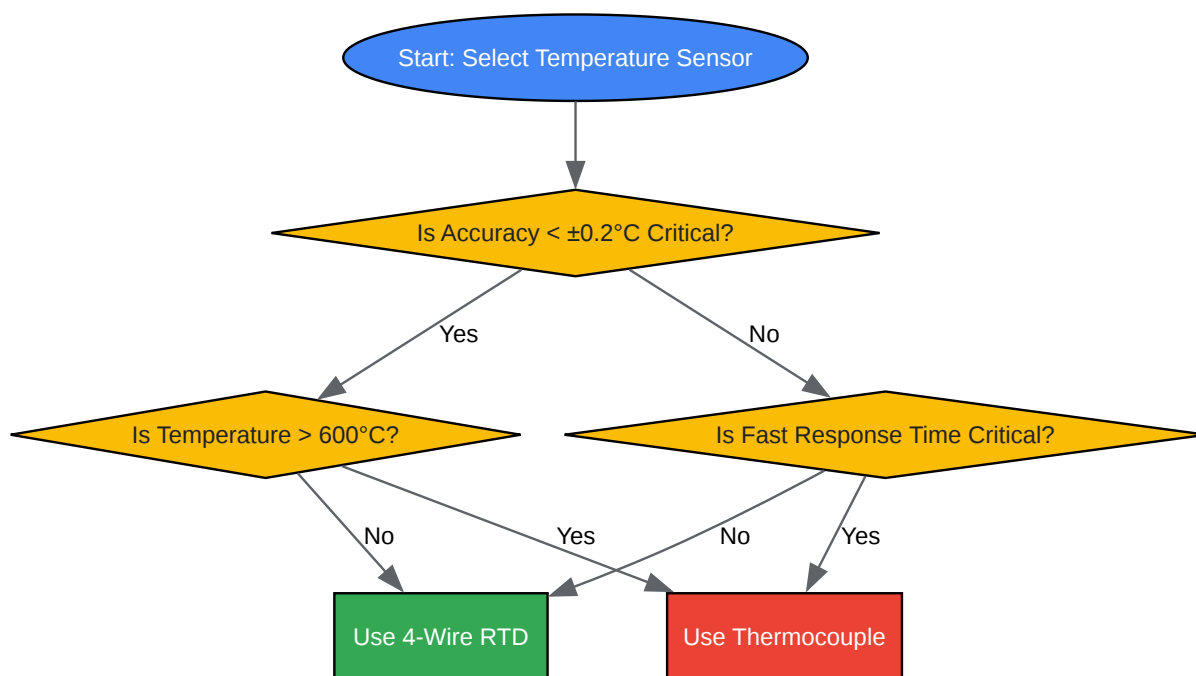 Start: Select Temperature Sensor
Is Accuracy < ±0.2°C Critical?
Yes
No
Is Temperature > 600°C?
Is Fast Response Time Critical?
No
Yes
No
Yes
Use 4-Wire RTD
Use Thermocouple